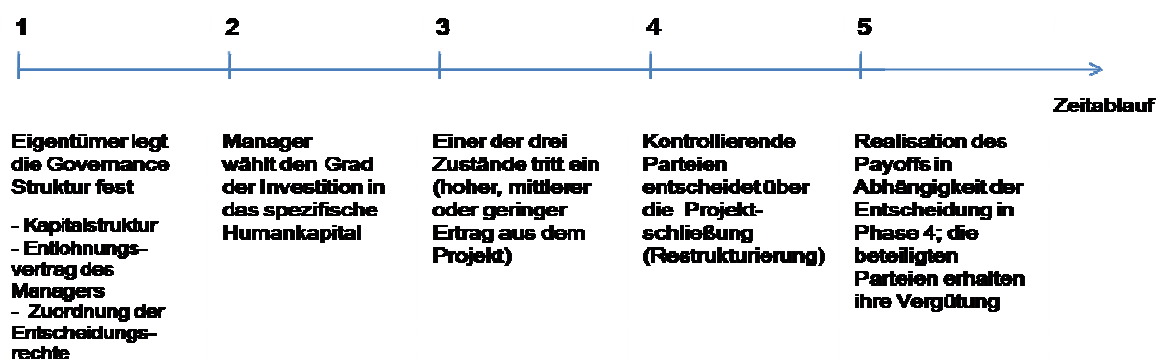 1
2
3
4
5
Zeitablauf
Eigentümer legt
die Governance
Struktur fest
- Kapitalstruktur
- Entlohnungs-
vertrag des
Managers
- Zuordnung der
Entscheidungs-
rechte
Manager
wählt den Grad
der Investition in
das spezifische
Humankapital
Einer der drei
Zustände tritt ein
(hoher, mittlerer
oder geringer
Ertrag aus dem
Projekt)
Kontrollierende
Parteien
entscheidet über
die Projekt-
schließung
(Restrukturierung)
Realisation des
Payoffs in
Abhängigkeit der
Entscheidung in
Phase 4; die
beteiligten
Parteien erhalten
ihre Vergütung